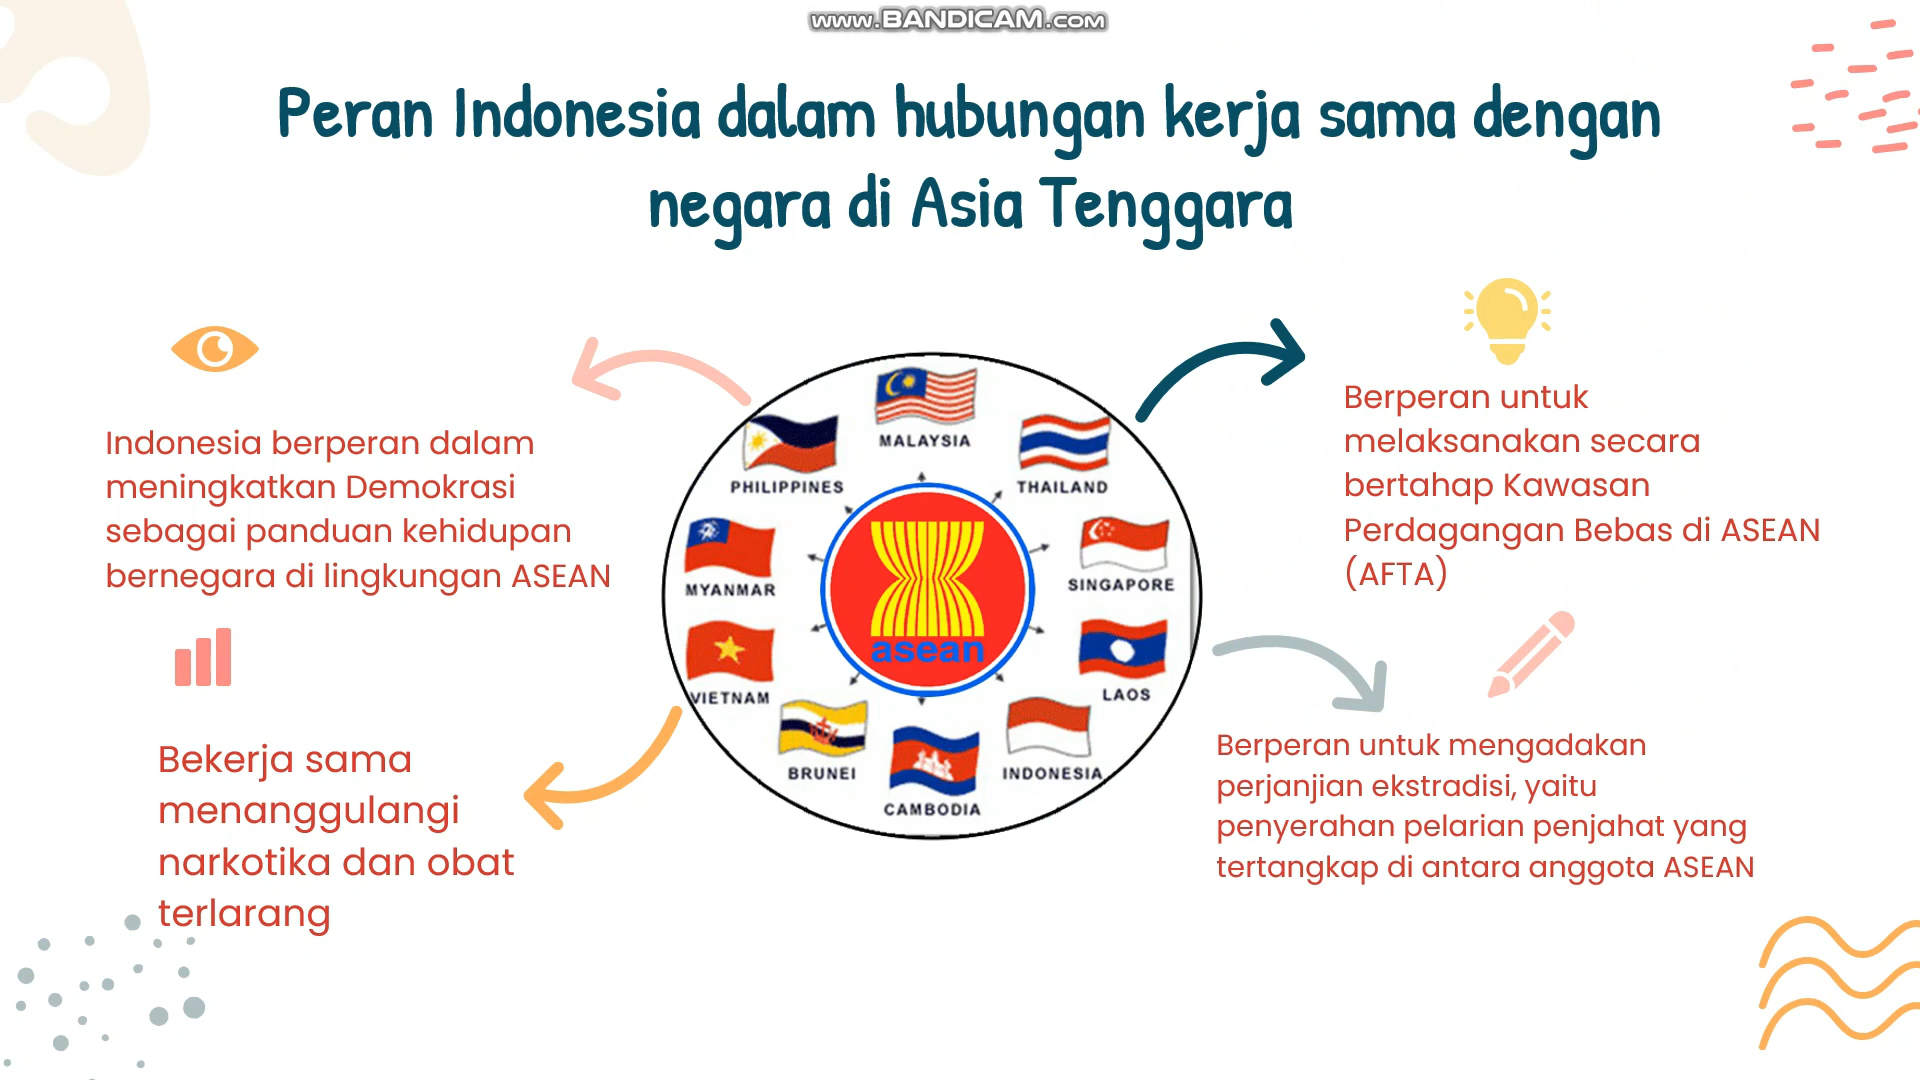 www.BANDICAM.com
Peran Indonesia dalam hubungan kerja sama dengan
negara di Asia Tenggara
Indonesia berperan dalam
meningkatkan Demokrasi
sebagai panduan kehidupan
bernegara di lingkungan ASEAN
Bekerja sama
menanggulangi
narkotika dan obat
terlarang
MALAYSIA
PHILIPPINES
THAILAND
MYANMAR
SINGAPORE
asean
VIETNAM
LAOS
BRUNEI
INDONESIA
CAMBODIA
Berperan untuk
melaksanakan secara
bertahap Kawasan
Perdagangan Bebas di ASEAN
(AFTA)
Berperan untuk mengadakan
perjanjian ekstradisi, yaitu
penyerahan pelarian penjahat yang
tertangkap di antara anggota ASEAN